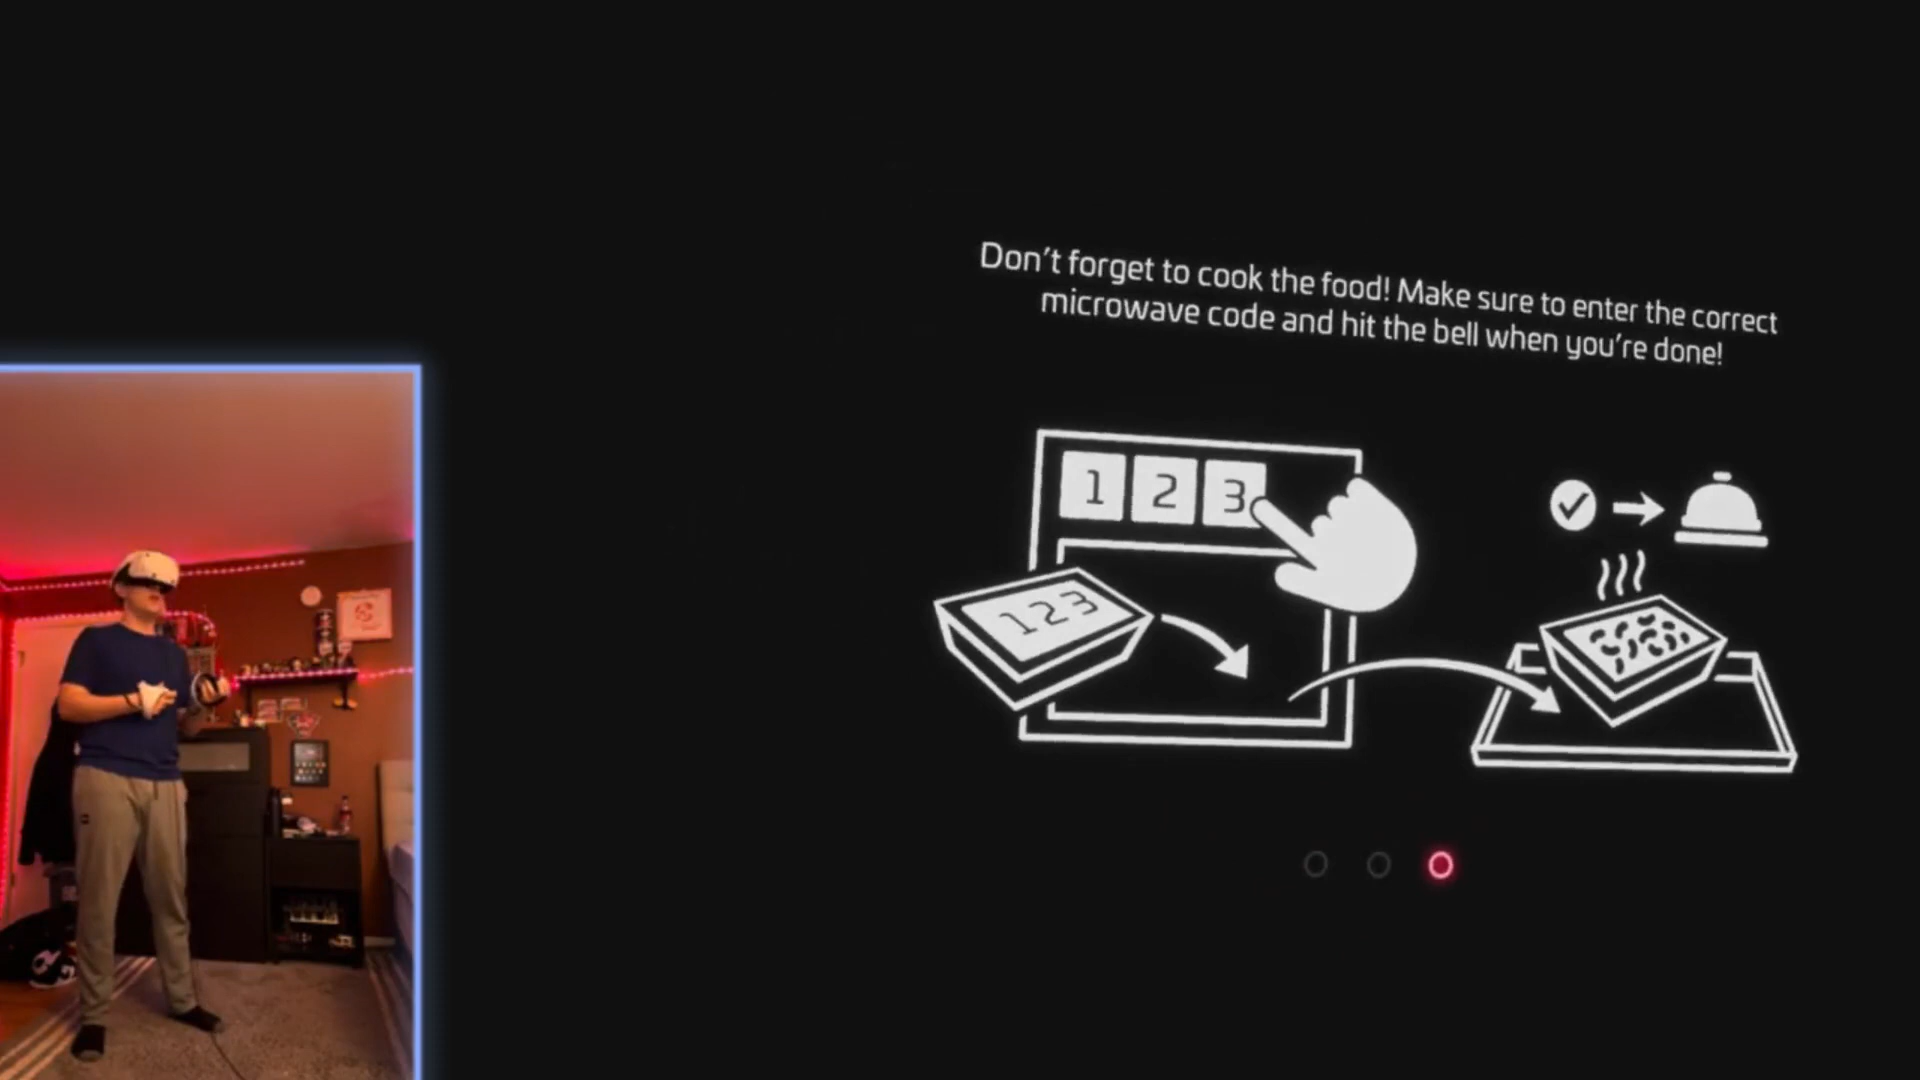 Don't forget to cook the food! Make sure to enter the correct
microwave code and hit the bell when you're done!
1 2 3
123